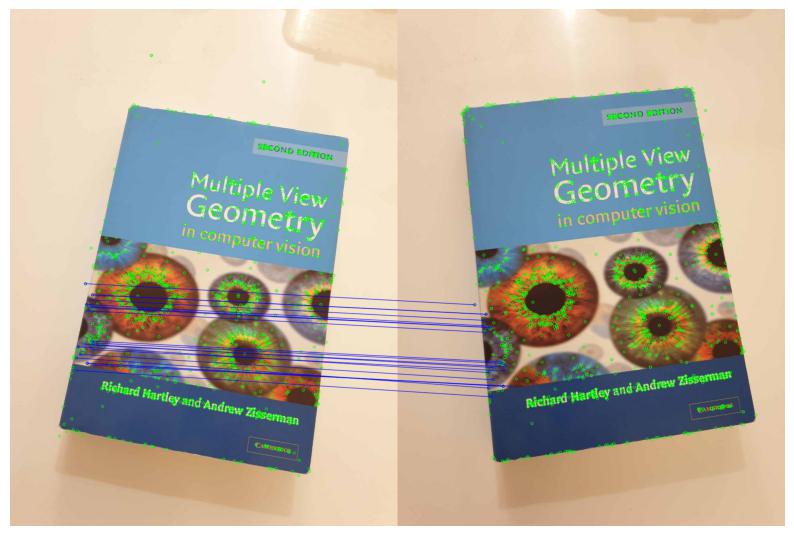 SECOND EDITION
Multiple View
Geometry
in computer vision
Richard Hartley and Andrew Zisserman
CAMBRIDGE
SECOND EDITION
Multiple View
Geometry
in computer vision
Richard Hartley and Andrew Zisserman